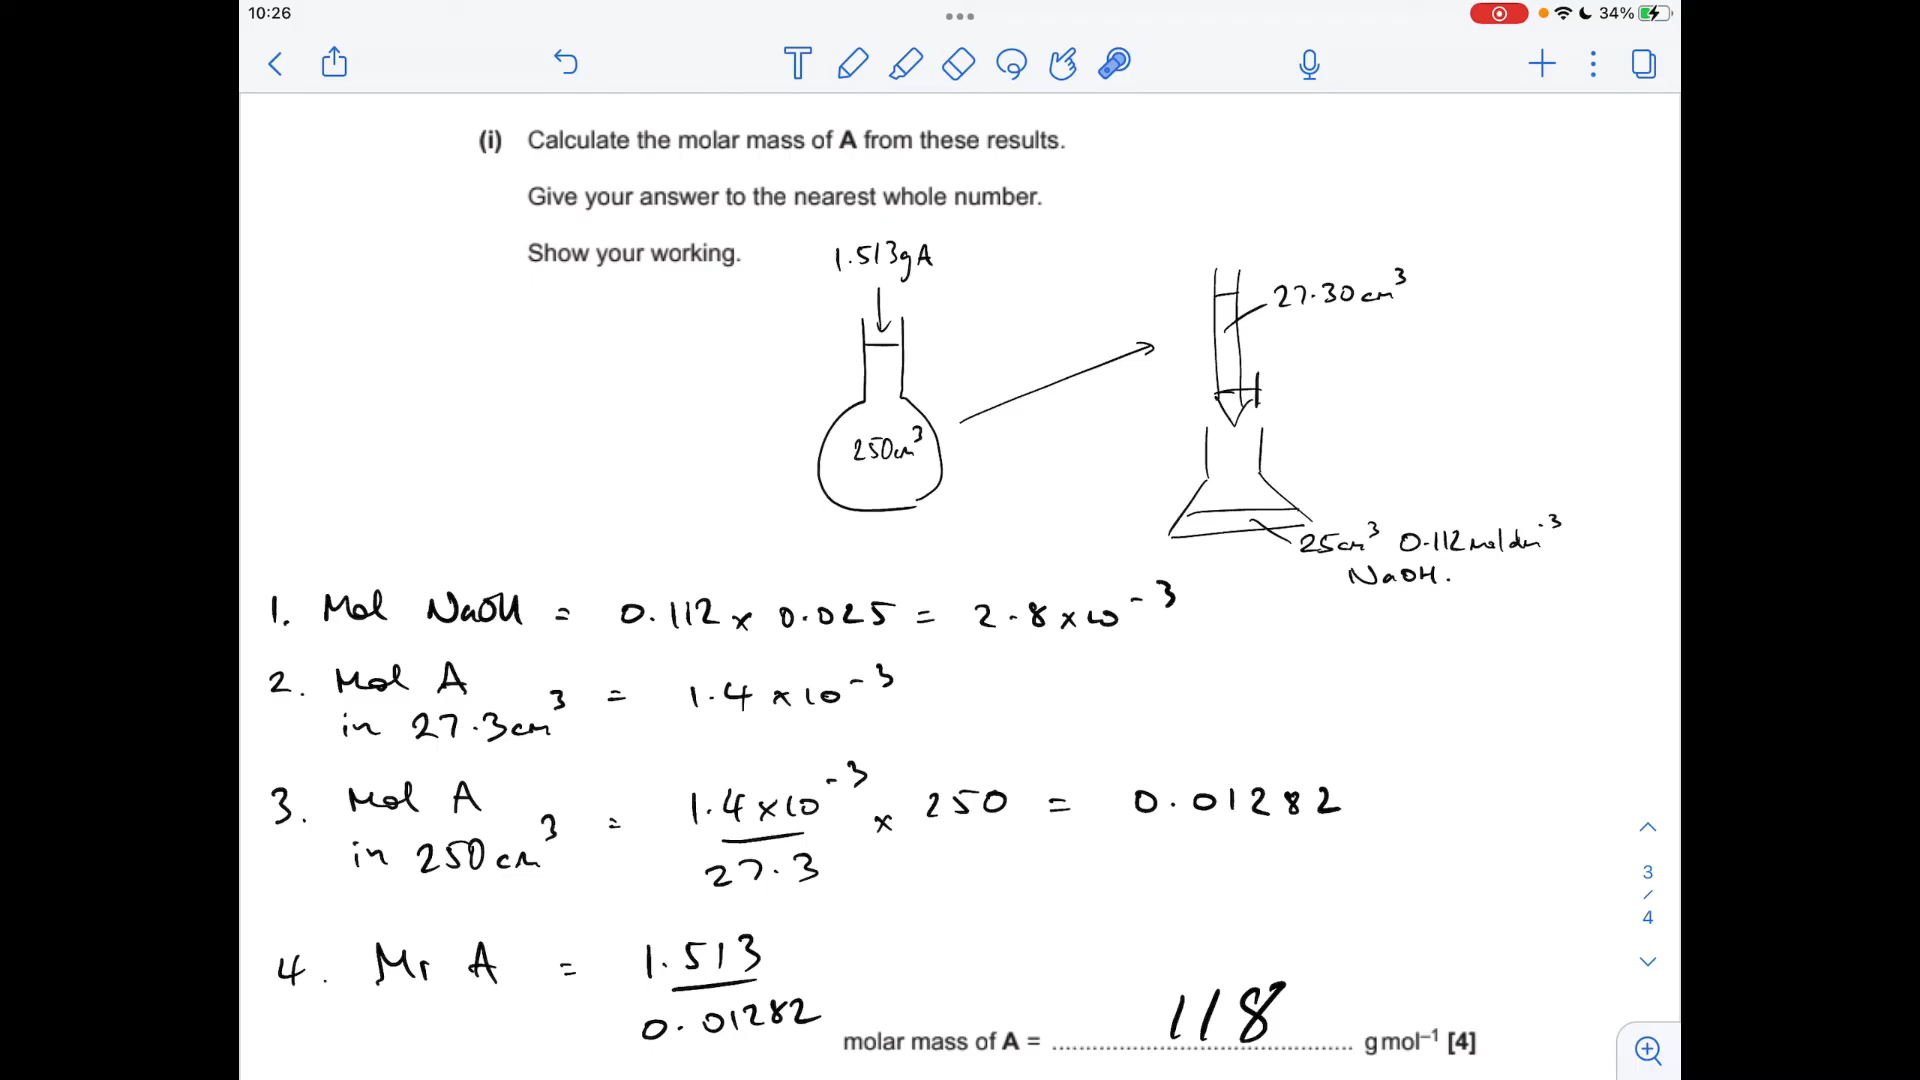 10:26
34%
(i) Calculate the molar mass of A from these results.
Give your answer to the nearest whole number.
Show your working.
1.513g A
27.30 cm³
250cm³
25cm³ 0.112 mol dm⁻³
NaOH.
1. Mol NaOH = 0.112 x 0.025 = 2.8 x 10⁻³
2. Mol A
in 27.3cm³ = 1.4 x 10⁻³
3. Mol A
in 250cm³ = 1.4 x 10⁻³ / 27.3 x 250 = 0.01282
4. Mr A = 1.513 / 0.01282
molar mass of A = 118 g mol⁻¹ [4]
3
/
4